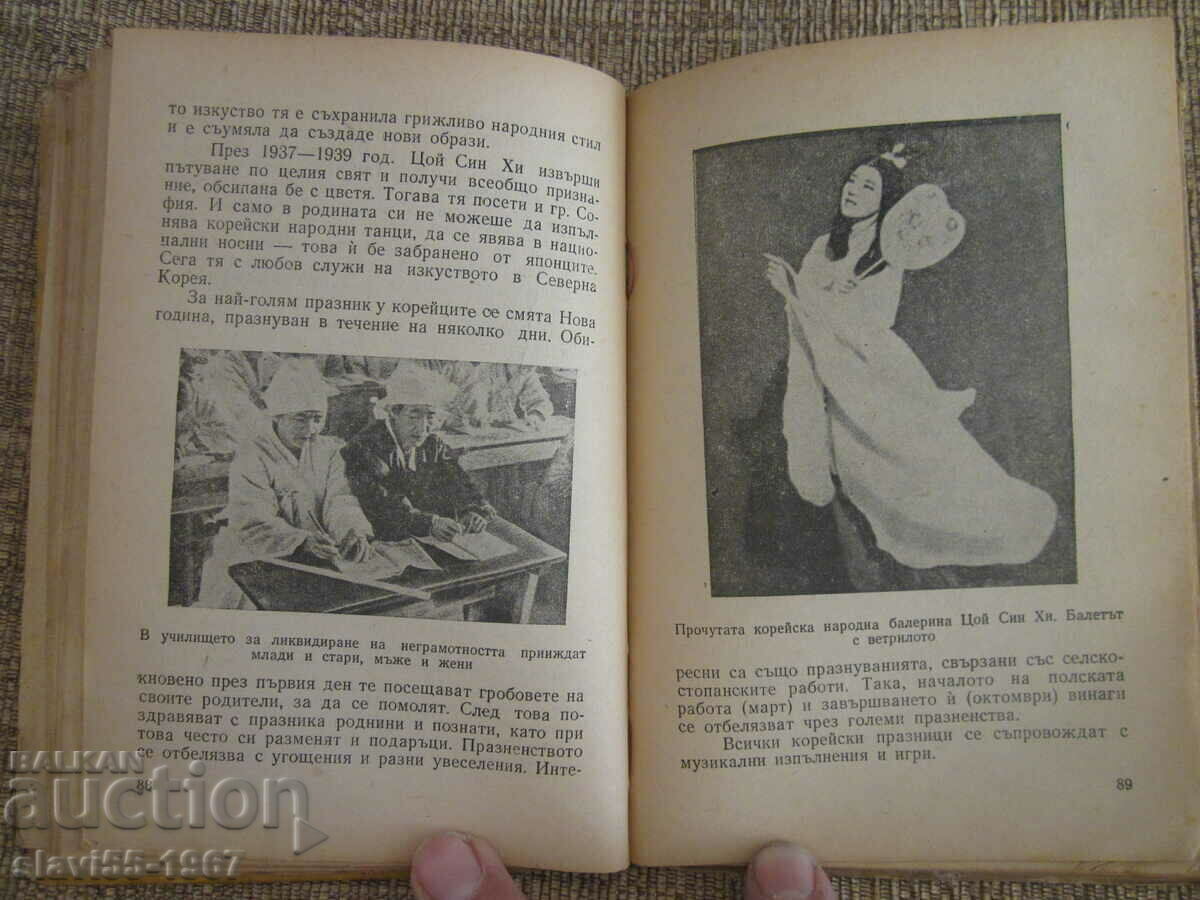 то изкуство тя е съхранила грижливо народния стил
и е съумяла да създаде нови образи.
През 1937—1939 год. Цой Син Хи извърши
пътуване по целия свят и получи всеобщо призна-
ние, обсипана бе с цветя. Тогава тя посети и гр. Со-
фия. И само в родината си не можеше да изпъл-
нява корейски народни танци, да се явява в нацио-
нални носии — това ѝ бе забранено от японците.
Сега тя с любов служи на изкуството в Северна
Корея.
За най-голям празник у корейците се смята Нова
година, празнуван в течение на няколко дни. Оби-
В училището за ликвидиране на неграмотността прииждат
млади и стари, мъже и жени
кновено през първия ден те посещават гробовете на
своите родители, за да се помолят. След това по-
здравяват с празника роднини и познати, като при
това често си разменят и подаръци. Празненството
се отбелязва с угощения и разни увеселения. Инте-
88
Прочутата корейска народна балерина Цой Син Хи. Балетът
с ветрилото
ресни са също празнуванията, свързани със селско-
стопанските работи. Така, началото на полската
работа (март) и завършването ѝ (октомври) винаги
се отбелязват чрез големи празненства.
Всички корейски празници се съпровождат с
музикални изпълнения и игри.
89
BALKAN
auction
slavi55-1967